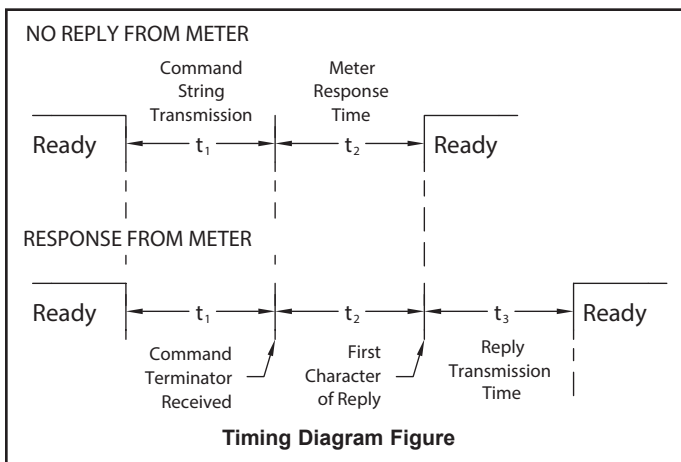 NO REPLY FROM METER
Command
String
Transmission
Meter
Response
Time
Ready
t₁
t₂
Ready
RESPONSE FROM METER
Ready
t₁
t₂
t₃
Ready
Command
Terminator
Received
First
Character
of Reply
Reply
Transmission
Time
Timing Diagram Figure